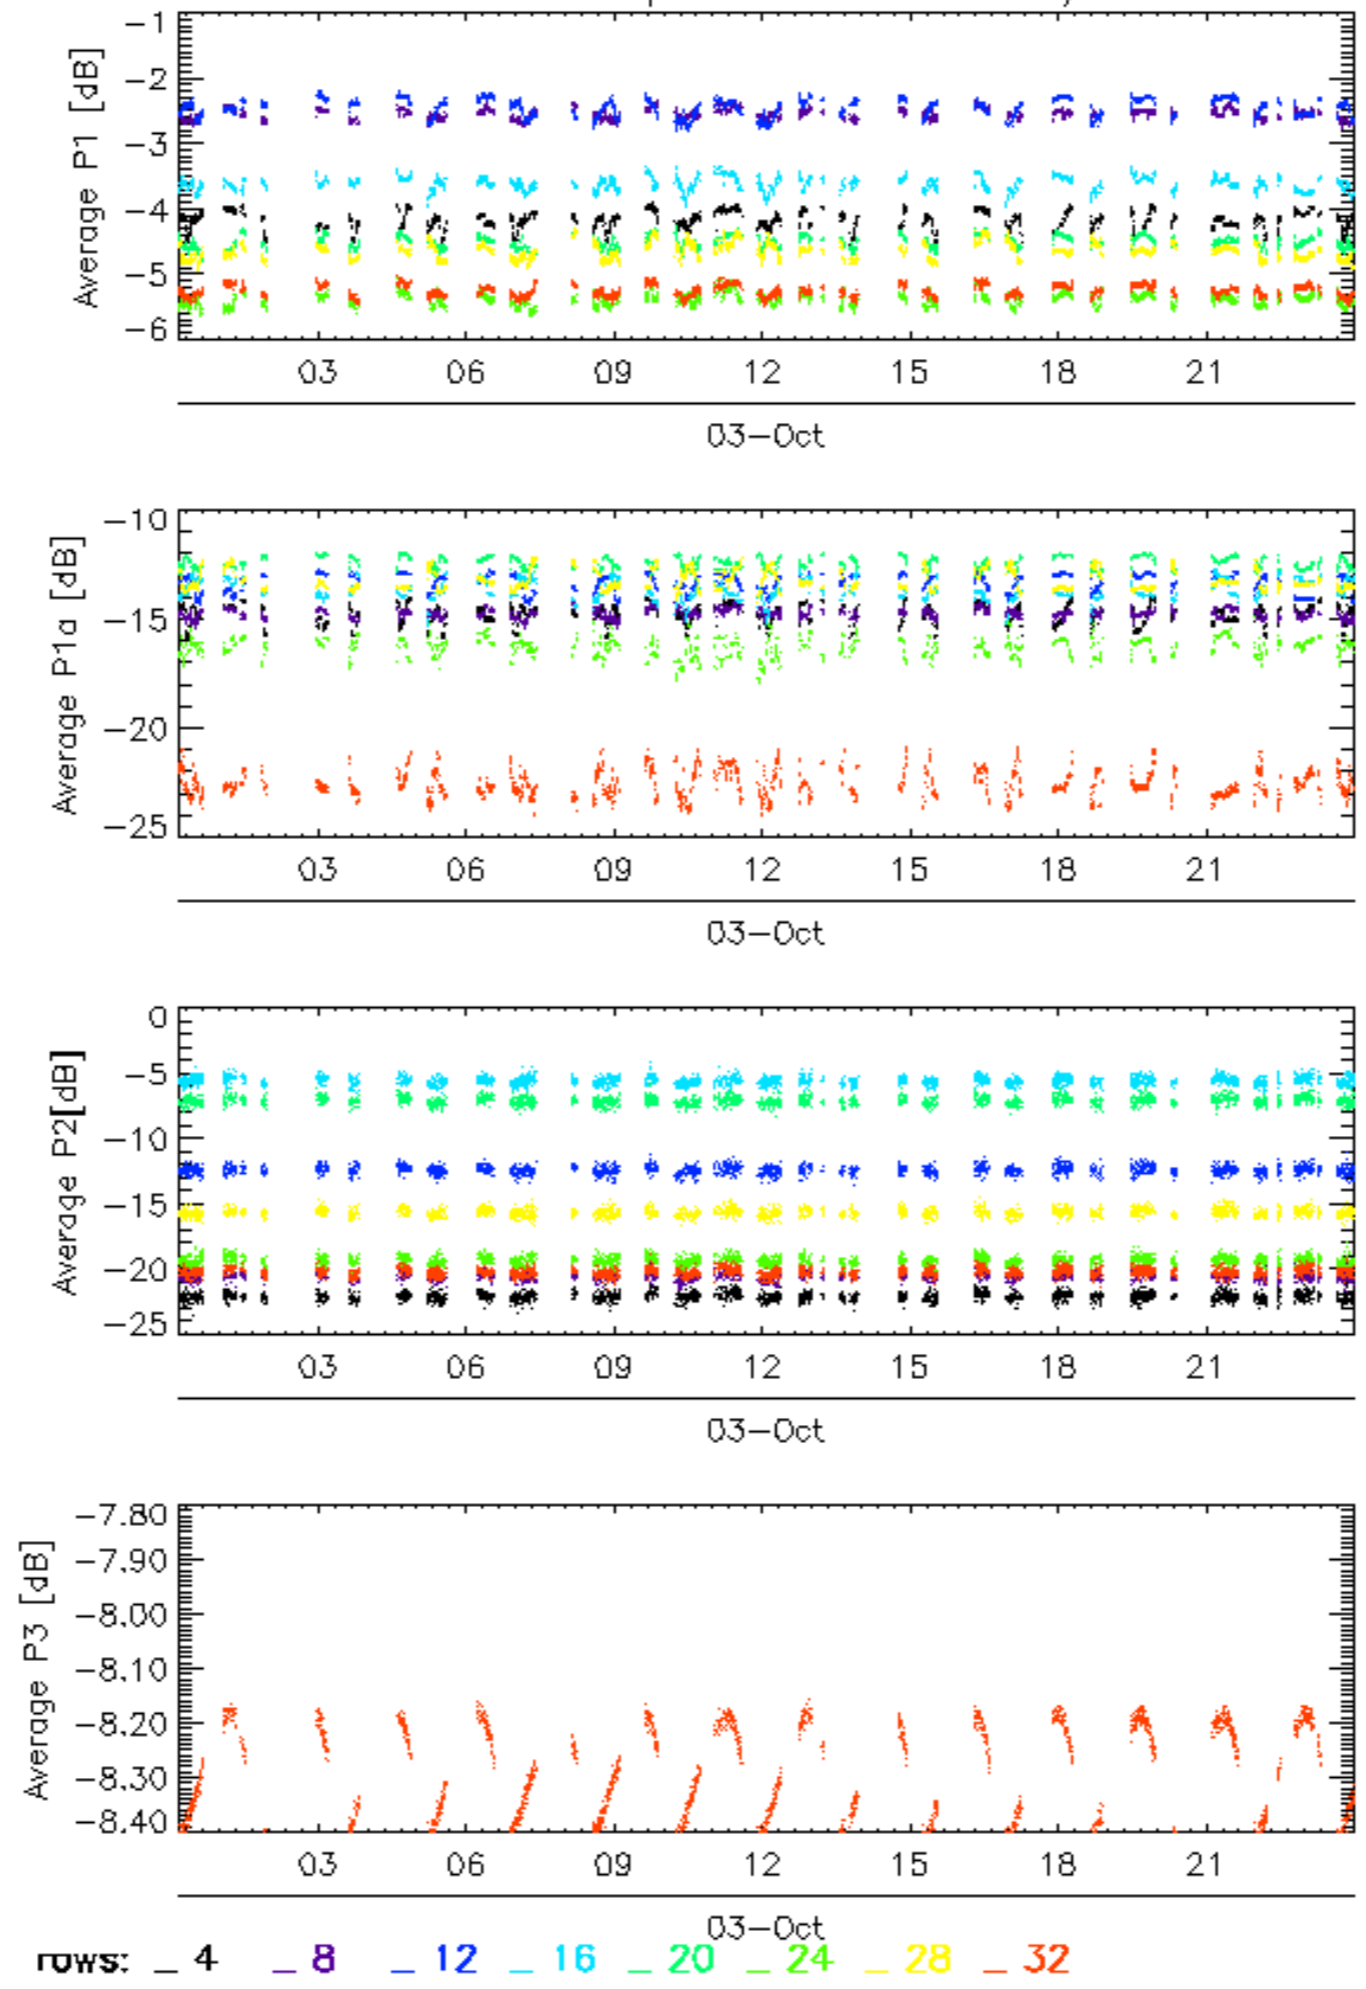 Average P1 [dB]
-1
-2
-3
-4
-5
-6
03 06 09 12 15 18 21
03-Oct
Average P1a [dB]
-10
-15
-20
-25
03 06 09 12 15 18 21
03-Oct
Average P2[dB]
0
-5
-10
-15
-20
-25
03 06 09 12 15 18 21
03-Oct
Average P3 [dB]
-7.80
-7.90
-8.00
-8.10
-8.20
-8.30
-8.40
03 06 09 12 15 18 21
03-Oct
rows: _ 4 _ 8 _ 12 _ 16 _ 20 _ 24 _ 28 _ 32